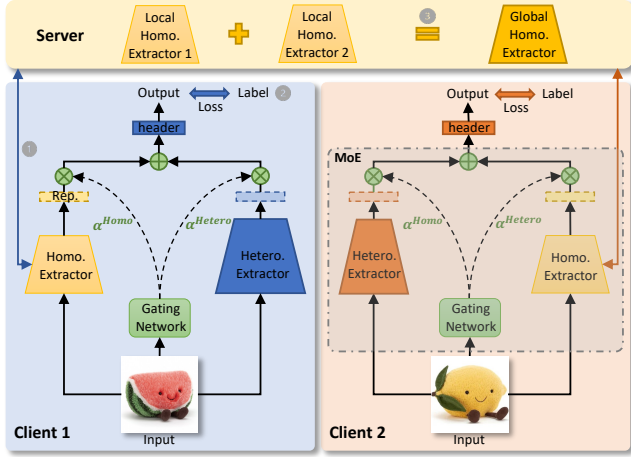 Server
Local
Homo.
Extractor 1
Local
Homo.
Extractor 2
3
Global
Homo.
Extractor
1
Output
Label
2
Loss
header
Rep.
α^Homo
α^Hetero
Homo.
Extractor
Hetero.
Extractor
Gating
Network
Client 1
Input
Output
Label
Loss
header
MoE
α^Homo
α^Hetero
Hetero.
Extractor
Homo.
Extractor
Gating
Network
Client 2
Input